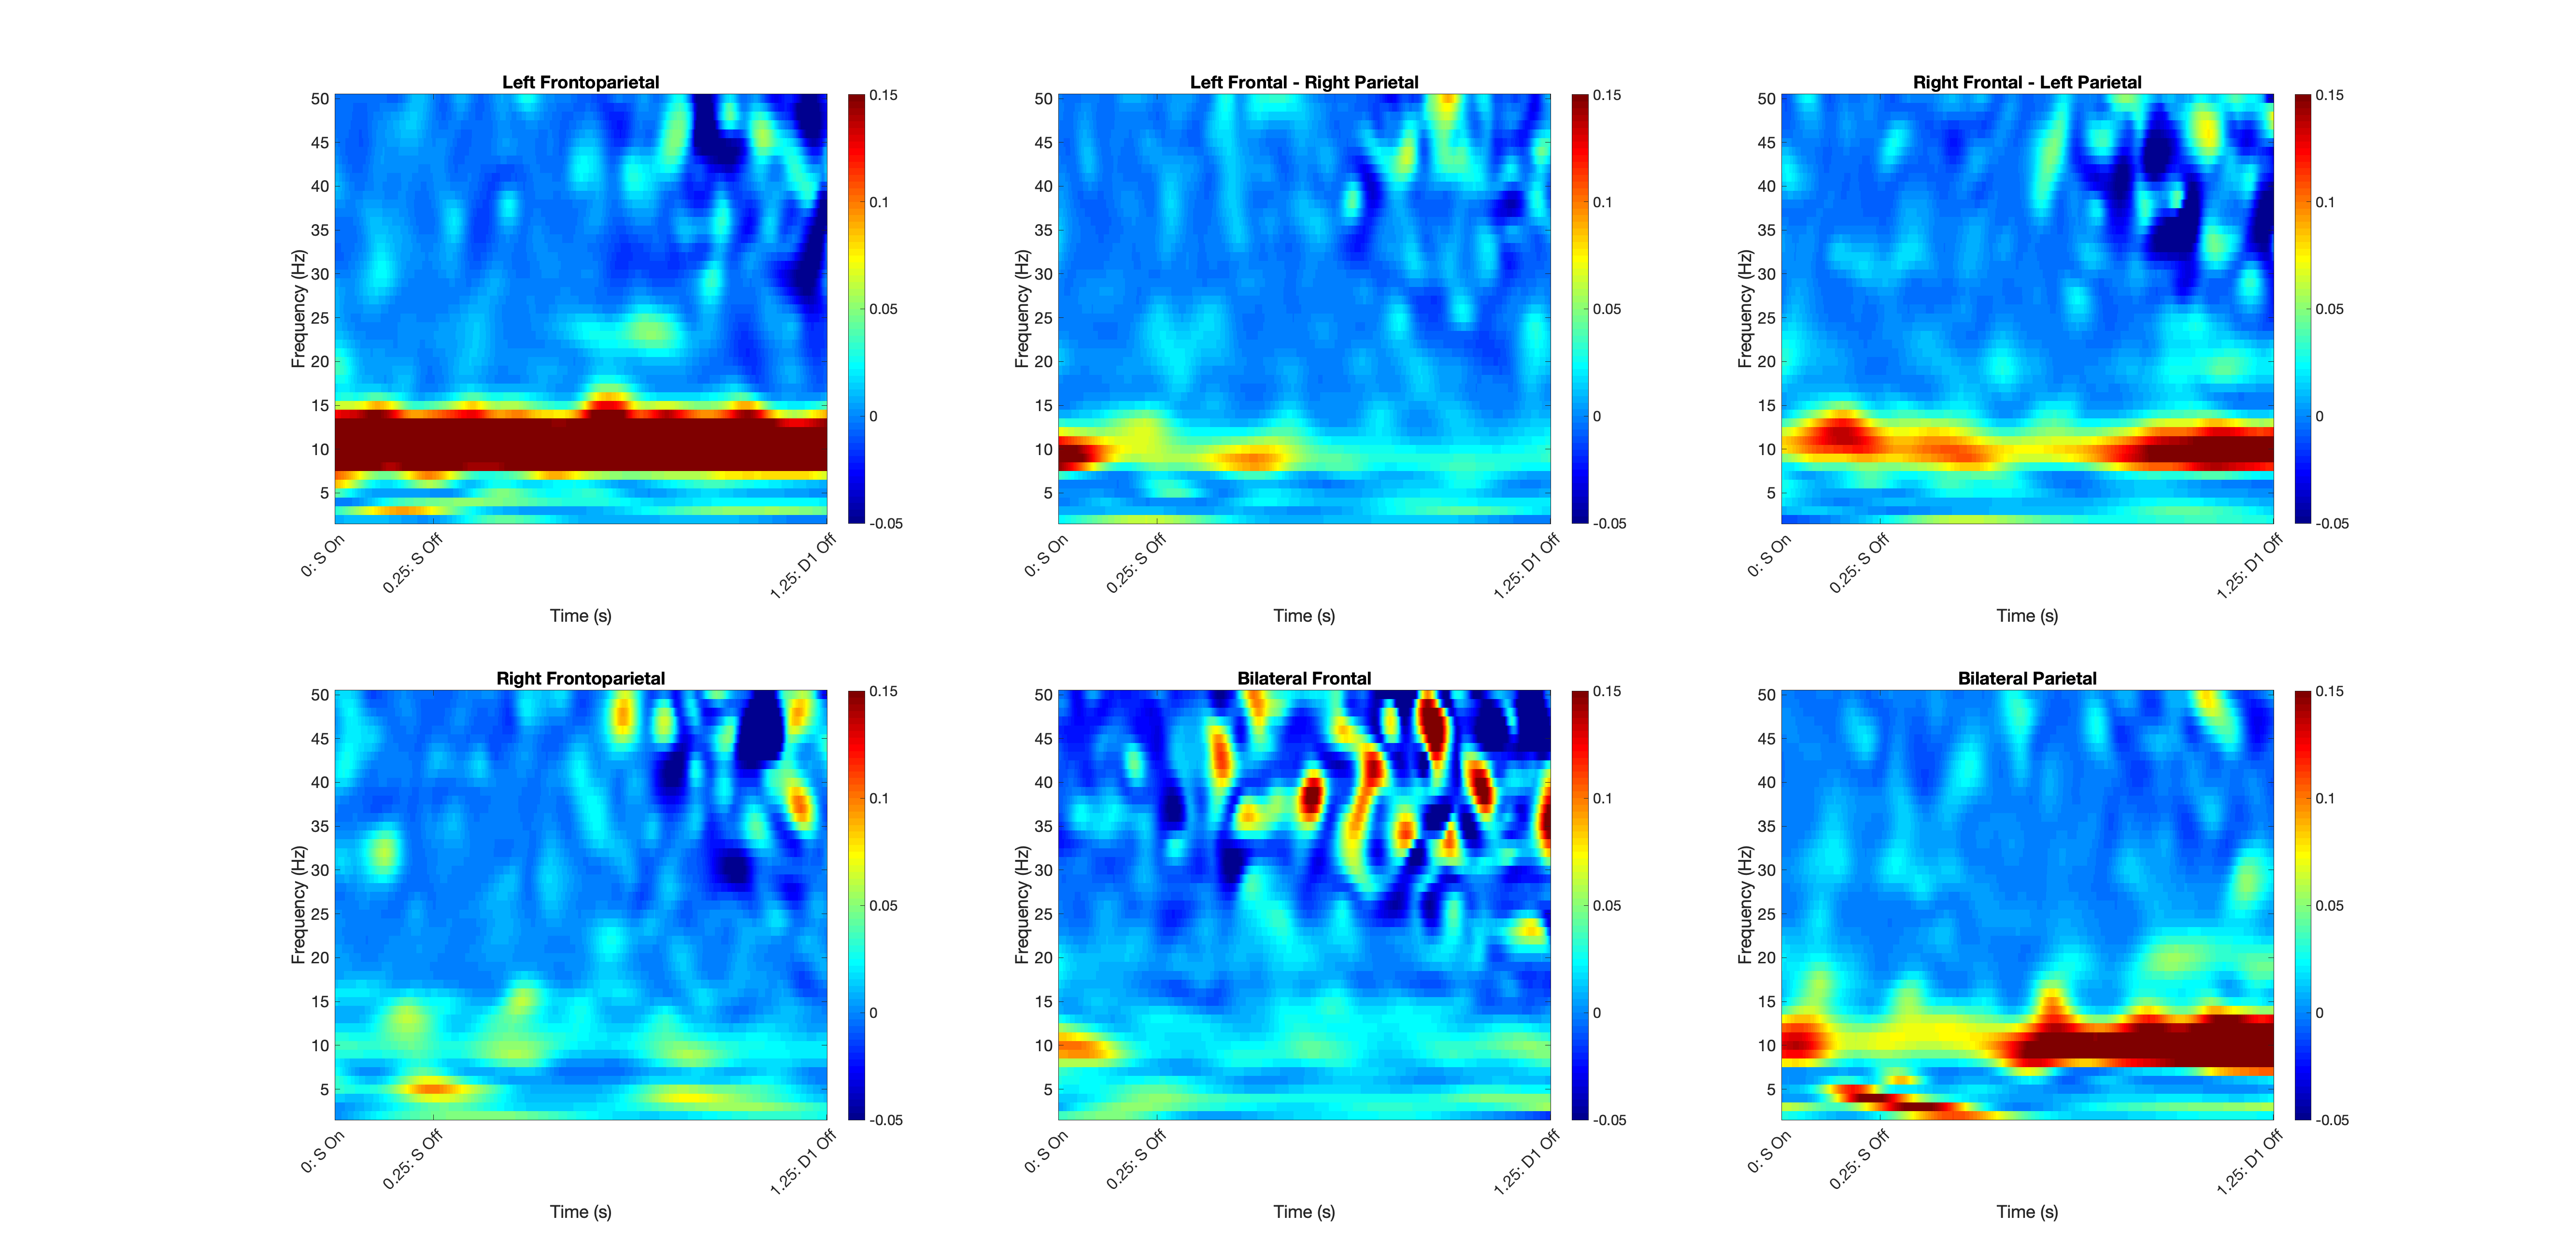 Left Frontoparietal
Frequency (Hz)
50
45
40
35
30
25
20
15
10
5
0: S On
0.25: S Off
1.25: D1 Off
Time (s)
0.15
0.1
0.05
0
-0.05
Left Frontal - Right Parietal
Frequency (Hz)
50
45
40
35
30
25
20
15
10
5
0: S On
0.25: S Off
1.25: D1 Off
Time (s)
0.15
0.1
0.05
0
-0.05
Right Frontal - Left Parietal
Frequency (Hz)
50
45
40
35
30
25
20
15
10
5
0: S On
0.25: S Off
1.25: D1 Off
Time (s)
0.15
0.1
0.05
0
-0.05
Right Frontoparietal
Frequency (Hz)
50
45
40
35
30
25
20
15
10
5
0: S On
0.25: S Off
1.25: D1 Off
Time (s)
0.15
0.1
0.05
0
-0.05
Bilateral Frontal
Frequency (Hz)
50
45
40
35
30
25
20
15
10
5
0: S On
0.25: S Off
1.25: D1 Off
Time (s)
0.15
0.1
0.05
0
-0.05
Bilateral Parietal
Frequency (Hz)
50
45
40
35
30
25
20
15
10
5
0: S On
0.25: S Off
1.25: D1 Off
Time (s)
0.15
0.1
0.05
0
-0.05